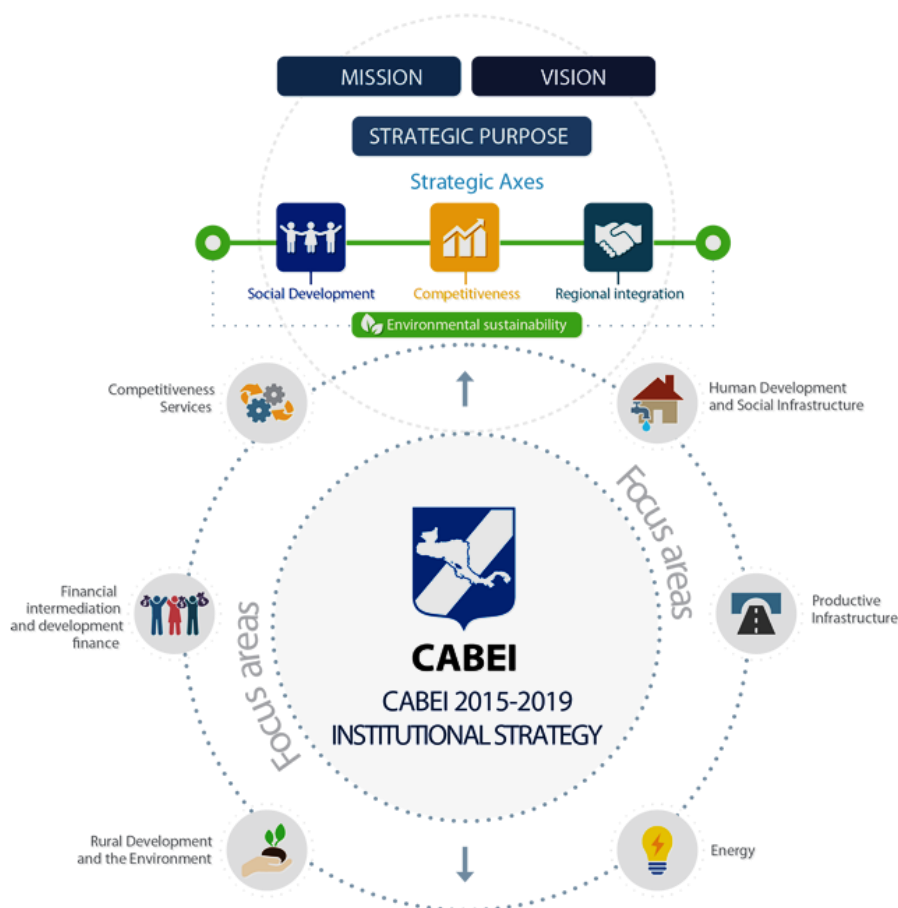 MISSION
VISION
STRATEGIC PURPOSE
Strategic Axes
Social Development
Competitiveness
Regional integration
Environmental sustainability
Competitiveness
Services
Human Development
and Social Infrastructure
Focus areas
Financial
intermediation
and development
finance
Productive
Infrastructure
Focus areas
CABEI
CABEI 2015-2019
INSTITUTIONAL STRATEGY
Rural Development
and the Environment
Energy